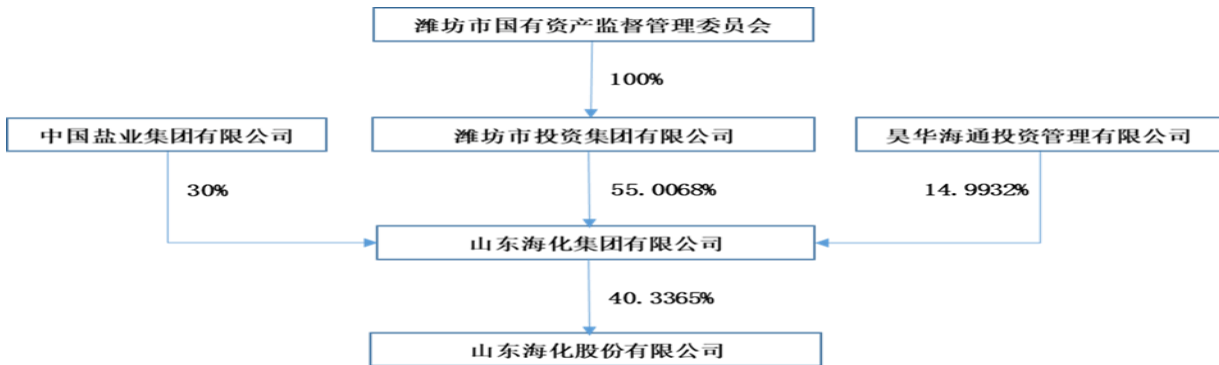 潍坊市国有资产监督管理委员会
100%
中国盐业集团有限公司
潍坊市投资集团有限公司
昊华海通投资管理有限公司
30%
55.0068%
14.9932%
山东海化集团有限公司
40.3365%
山东海化股份有限公司